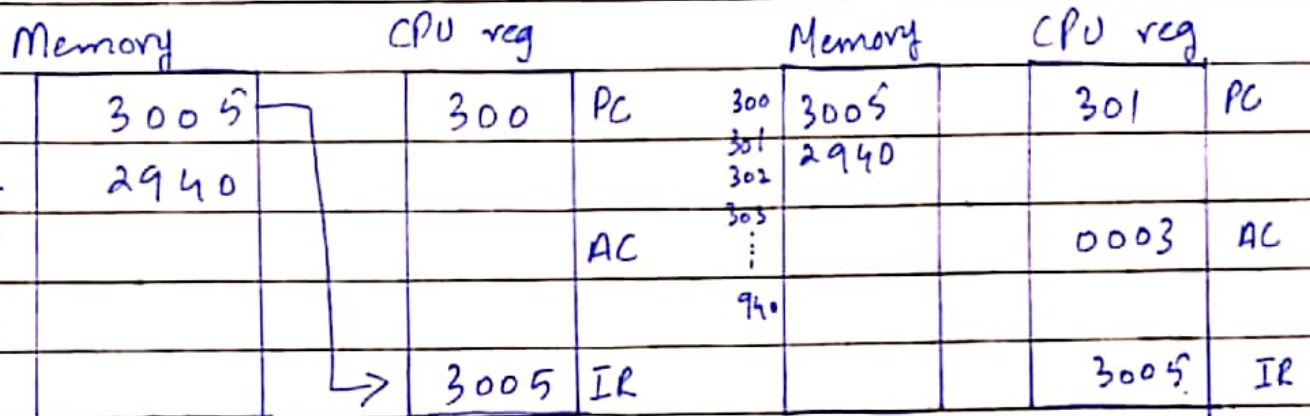 Memory CPU reg Memory CPU reg
3005 300 PC 300 3005 301 PC
301
2940 302 2940
303
AC ⋮ 0003 AC
940
3005 IR 3005 IR